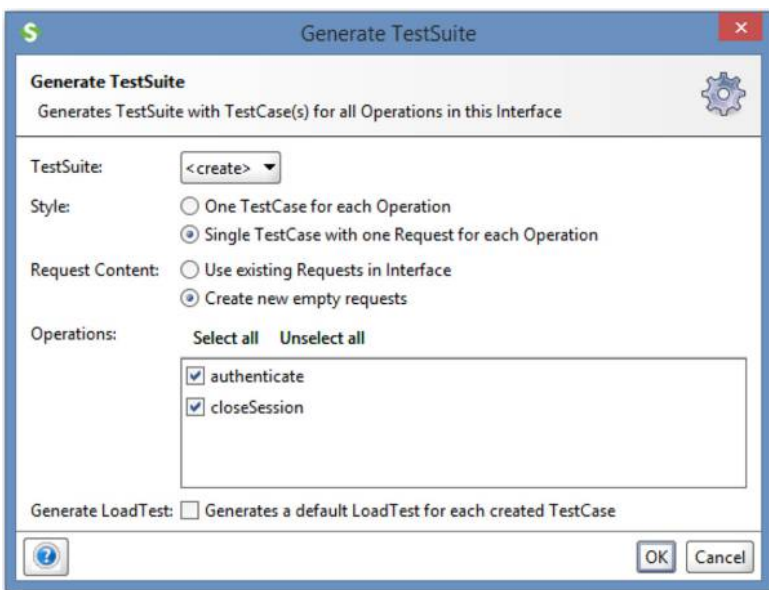 Generate TestSuite
Generate TestSuite
Generates TestSuite with TestCase(s) for all Operations in this Interface
TestSuite: <create>
Style: One TestCase for each Operation
Single TestCase with one Request for each Operation
Request Content: Use existing Requests in Interface
Create new empty requests
Operations: Select all Unselect all
authenticate
closeSession
Generate LoadTest: Generates a default LoadTest for each created TestCase
OK Cancel